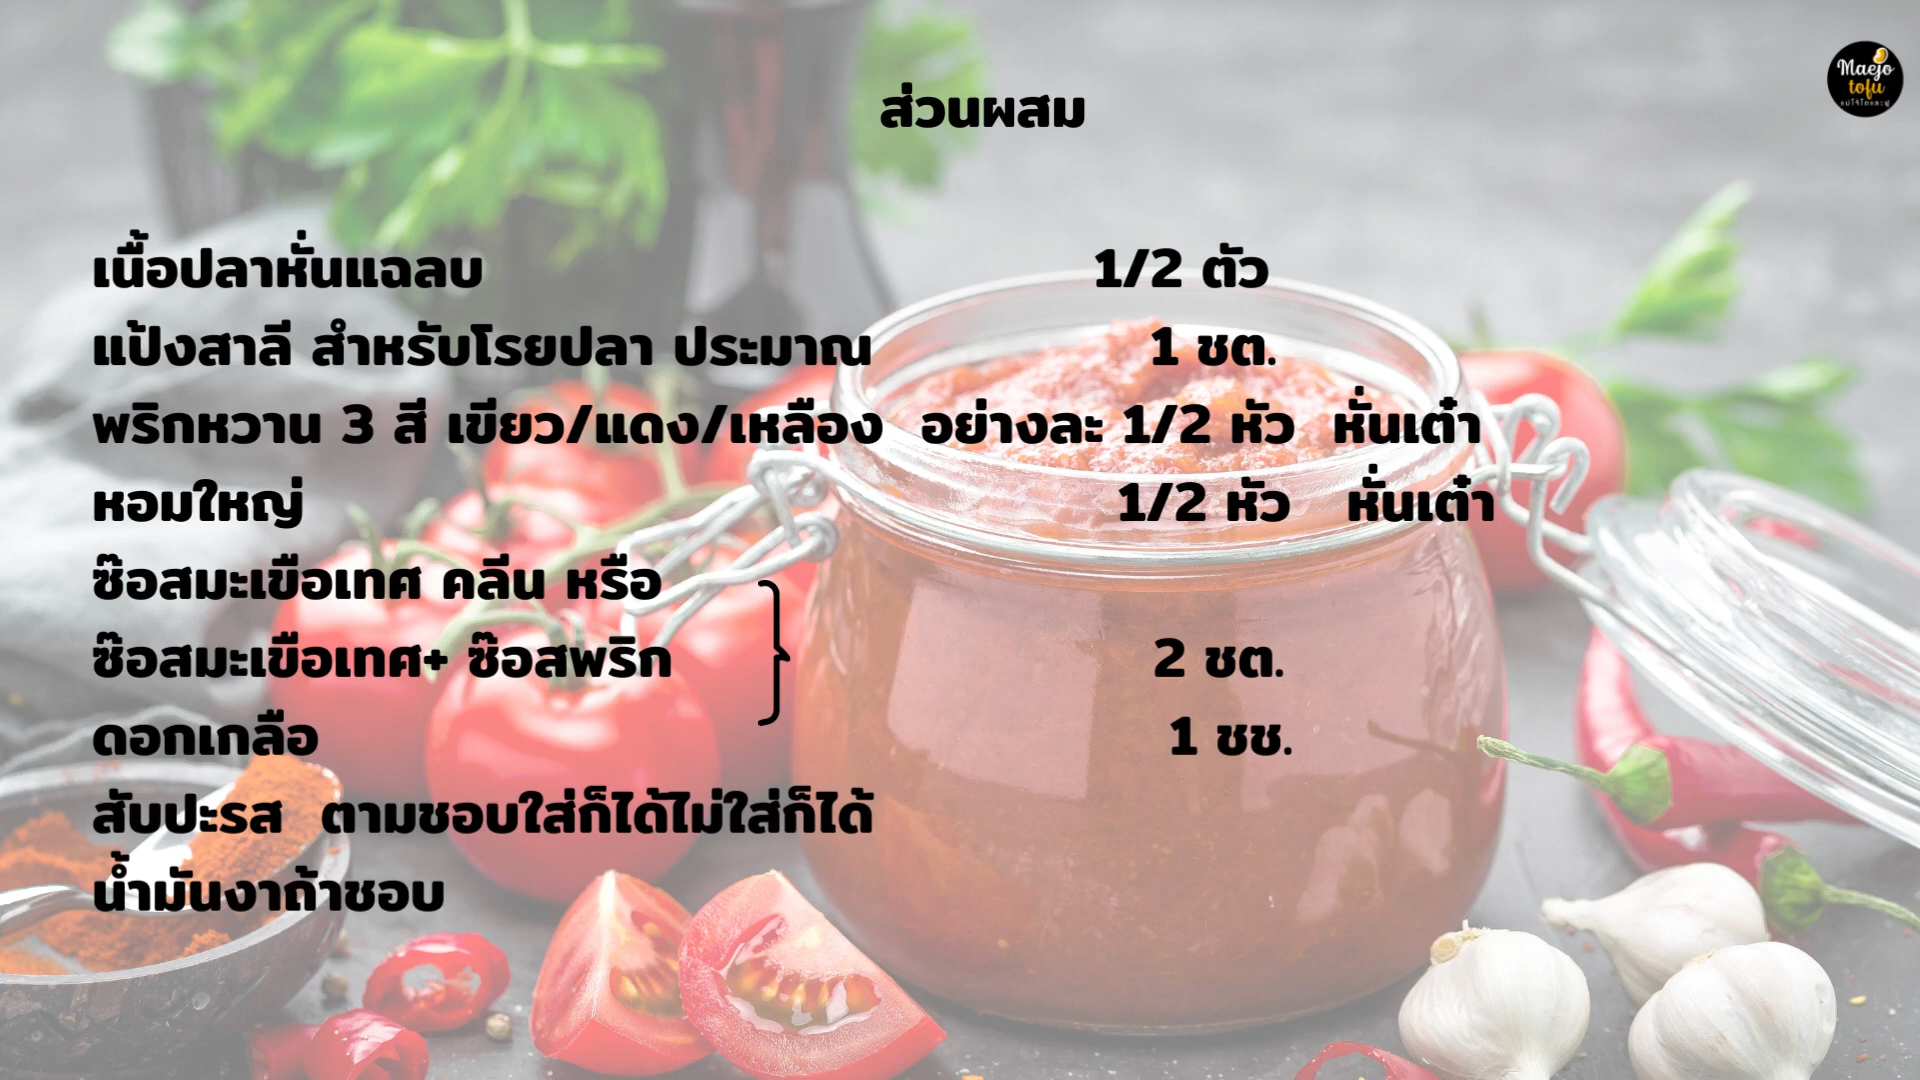 Maejo
tofu
ส่วนผสม
เนื้อปลาหั่นแฉลบ 1/2 ตัว
แป้งสาลี สำหรับโรยปลา ประมาณ 1 ชต.
พริกหวาน 3 สี เขียว/แดง/เหลือง อย่างละ 1/2 หัว หั่นเต๋า
หอมใหญ่ 1/2 หัว หั่นเต๋า
ซ๊อสมะเขือเทศ คลีน หรือ
ซ๊อสมะเขือเทศ+ ซ๊อสพริก 2 ชต.
ดอกเกลือ 1 ชช.
สับปะรส ตามชอบใส่ก็ได้ไม่ใส่ก็ได้
น้ำมันงาถ้าชอบ